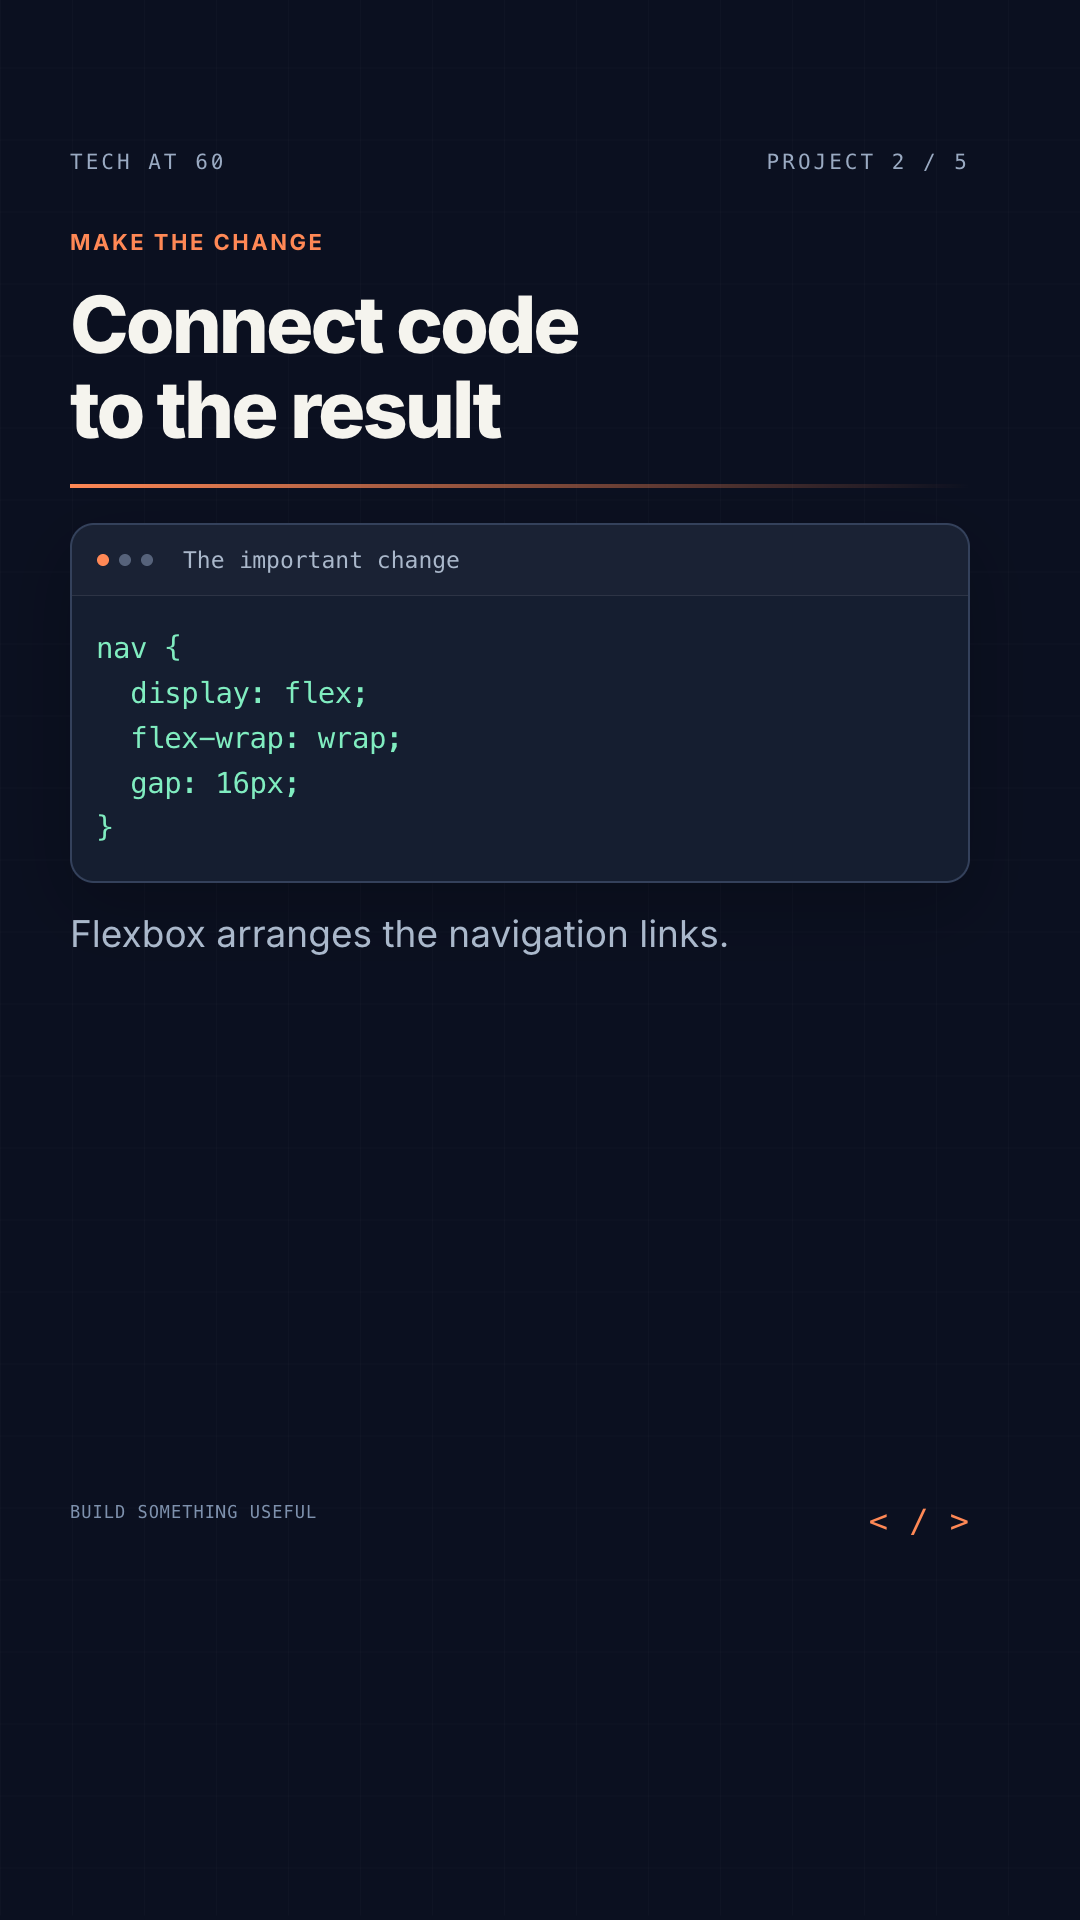 TECH AT 60
PROJECT 2 / 5
MAKE THE CHANGE
Connect code
to the result
The important change
nav {
  display: flex;
  flex-wrap: wrap;
  gap: 16px;
}
Flexbox arranges the navigation links.
BUILD SOMETHING USEFUL
< / >